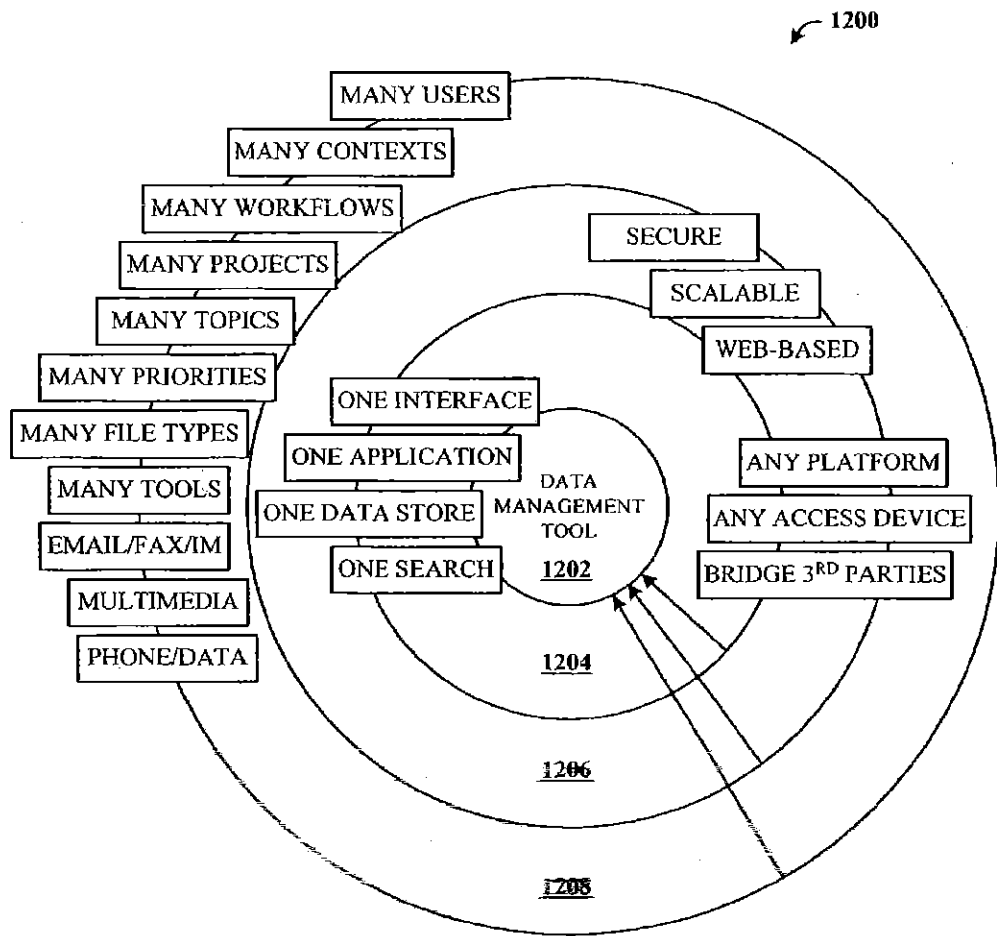 1200
MANY USERS
MANY CONTEXTS
MANY WORKFLOWS
MANY PROJECTS
MANY TOPICS
MANY PRIORITIES
MANY FILE TYPES
MANY TOOLS
EMAIL/FAX/IM
MULTIMEDIA
PHONE/DATA
SECURE
SCALABLE
WEB-BASED
ONE INTERFACE
ONE APPLICATION
ONE DATA STORE
ONE SEARCH
DATA
MANAGEMENT
TOOL
1202
ANY PLATFORM
ANY ACCESS DEVICE
BRIDGE 3RD PARTIES
1204
1206
1208